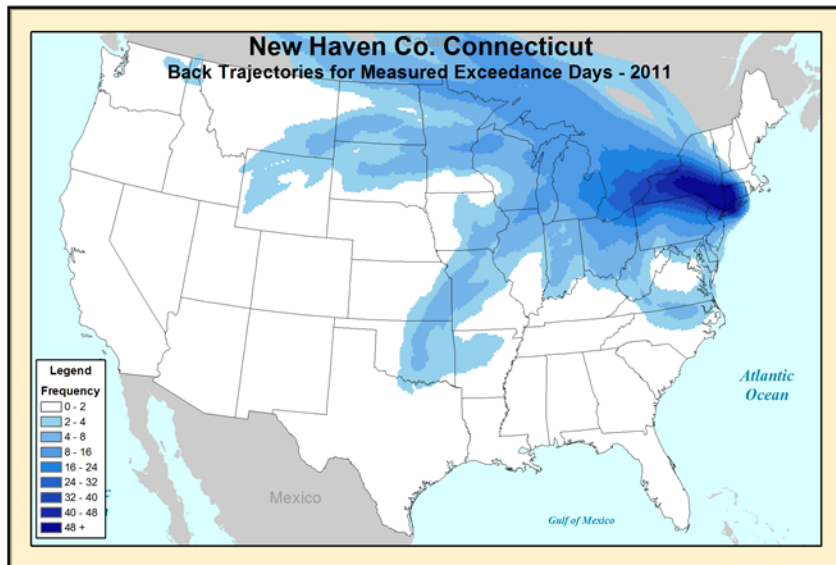 New Haven Co. Connecticut
Back Trajectories for Measured Exceedance Days - 2011
Atlantic
Ocean
Gulf of Mexico
Mexico
Legend
Frequency
0 - 2
2 - 4
4 - 8
8 - 16
16 - 24
24 - 32
32 - 40
40 - 48
48 +